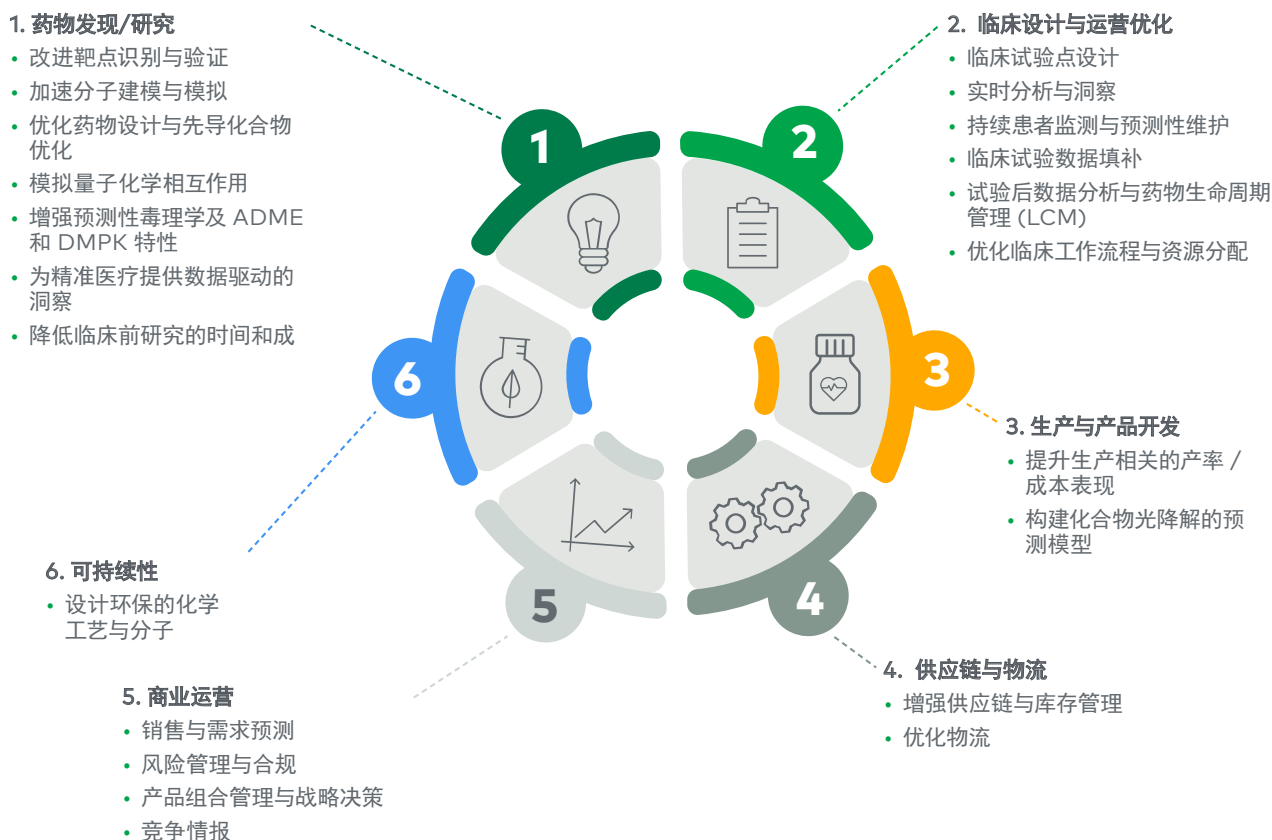 1. 药物发现/研究
• 改进靶点识别与验证
• 加速分子建模与模拟
• 优化药物设计与先导化合物
优化
• 模拟量子化学相互作用
• 增强预测性毒理学及 ADME
和 DMPK 特性
• 为精准医疗提供数据驱动的
洞察
• 降低临床前研究的时间和成
2. 临床设计与运营优化
• 临床试验点设计
• 实时分析与洞察
• 持续患者监测与预测性维护
• 临床试验数据填补
• 试验后数据分析与药物生命周期
管理 (LCM)
• 优化临床工作流程与资源分配
1
2
3
4
5
6
3. 生产与产品开发
• 提升生产相关的产率 /
成本表现
• 构建化合物光降解的预
测模型
4. 供应链与物流
• 增强供应链与库存管理
• 优化物流
5. 商业运营
• 销售与需求预测
• 风险管理与合规
• 产品组合管理与战略决策
• 竞争情报
6. 可持续性
• 设计环保的化学
工艺与分子